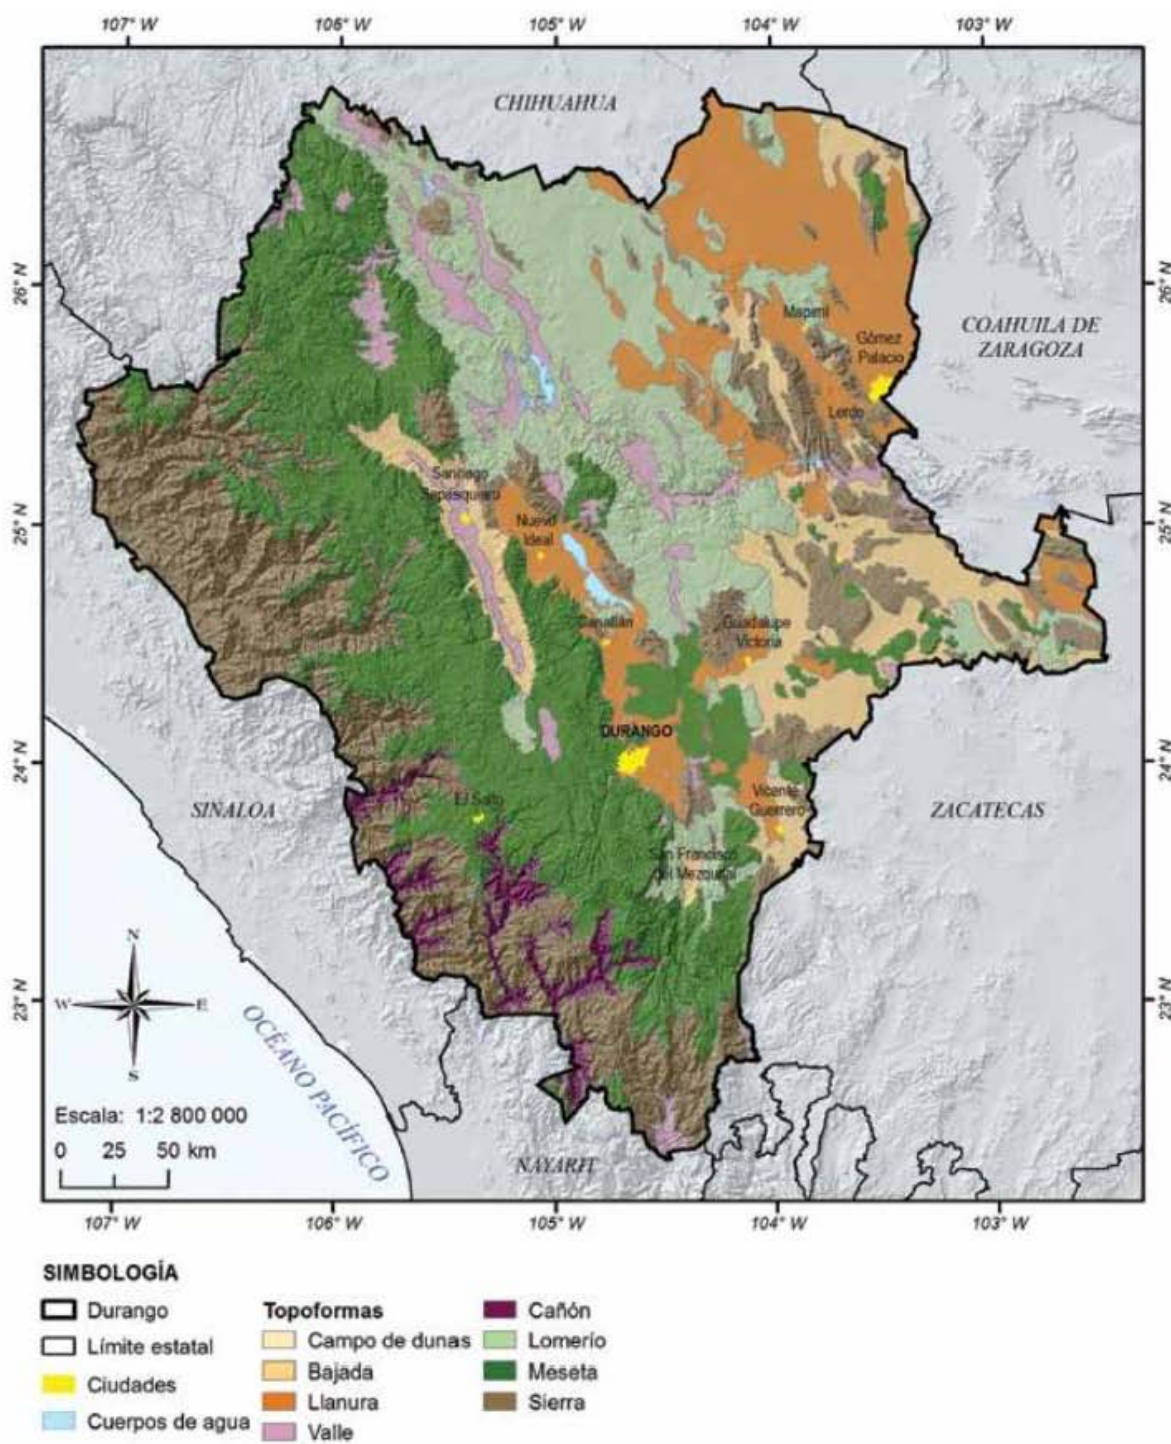 107° W 106° W 105° W 104° W 103° W
CHIHUAHUA
26° N
26° N
Mapimí
COAHUILA DE
ZARAGOZA
Gómez
Palacio
Lerdo
Santiago
Papasquiaro
25° N
25° N
Nuevo
Ideal
Canatlán
Guadalupe
Victoria
DURANGO
24° N
24° N
SINALOA
El Salto
Vicente
Guerrero
ZACATECAS
San Francisco
del Mezquital
N
W E
S
23° N
23° N
OCÉANO PACÍFICO
Escala: 1:2 800 000
0 25 50 km
NAYARIT
107° W 106° W 105° W 104° W 103° W
SIMBOLOGÍA
Durango
Límite estatal
Ciudades
Cuerpos de agua
Topoformas
Campo de dunas
Bajada
Llanura
Valle
Cañón
Lomerío
Meseta
Sierra